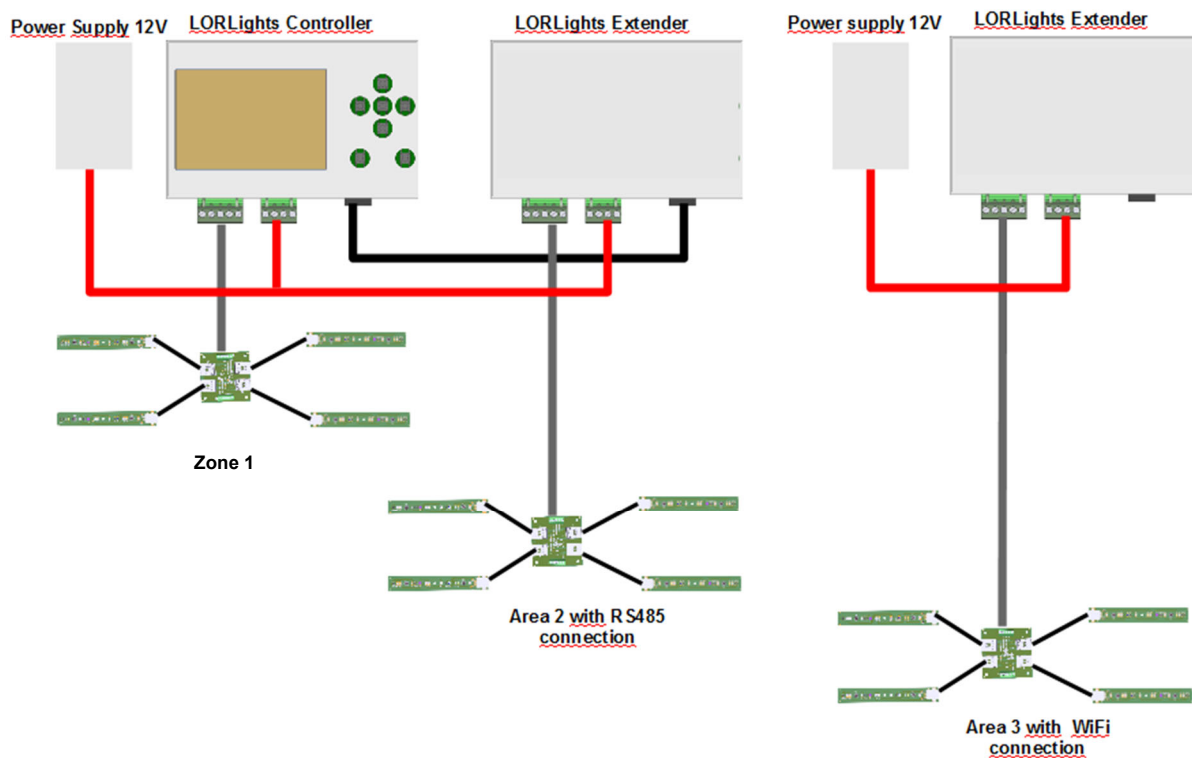 Power Supply 12V
LORLights Controller
LORLights Extender
Power supply 12V
LORLights Extender
Zone 1
Area 2 with RS485
connection
Area 3 with WiFi
connection